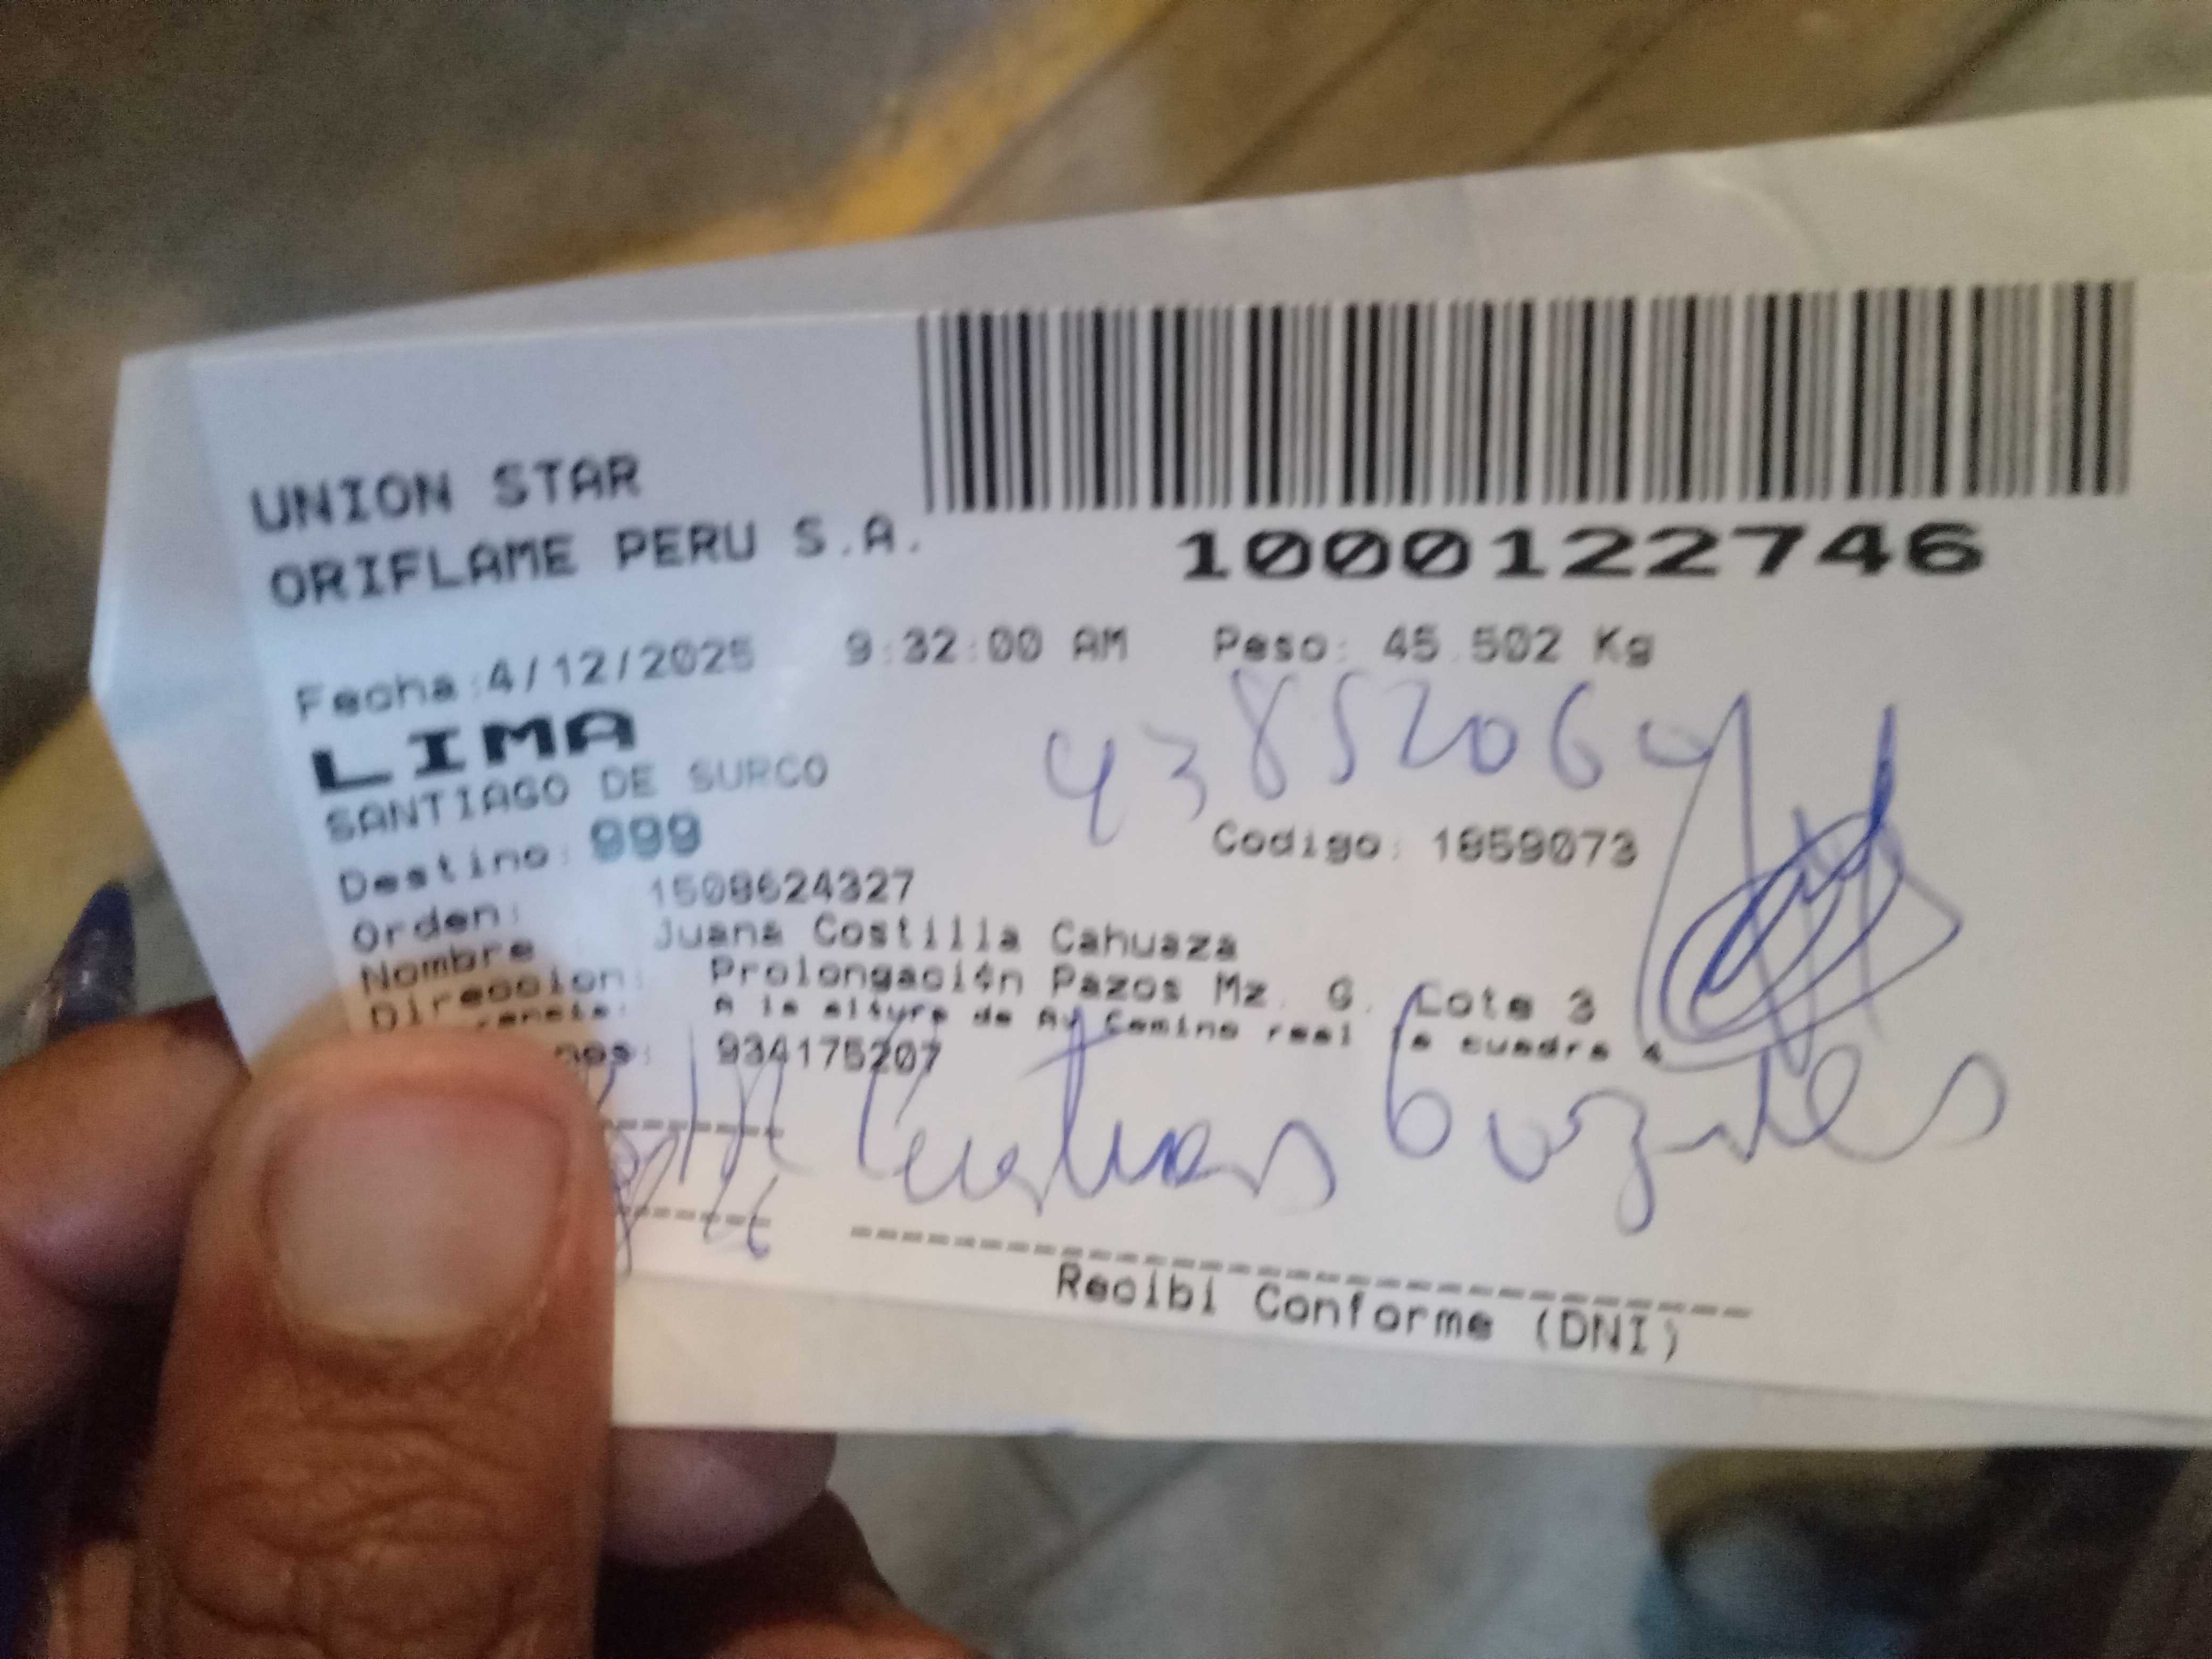 UNION STAR
ORIFLAME PERU S.A.
1000122746
Fecha:4/12/2025 9:32:00 AM Peso: 45.502 Kg
LIMA
SANTIAGO DE SURCO
43852064
Destino: 999 Codigo: 1859073
Orden: 1508624327
Nombre : Juana Costilla Cahuaza
Direccion: Prolongación Pazos Mz. G. Lote 3
A la altura de Av Camino real la cuadra 4
934175207
Recibi Conforme (DNI)